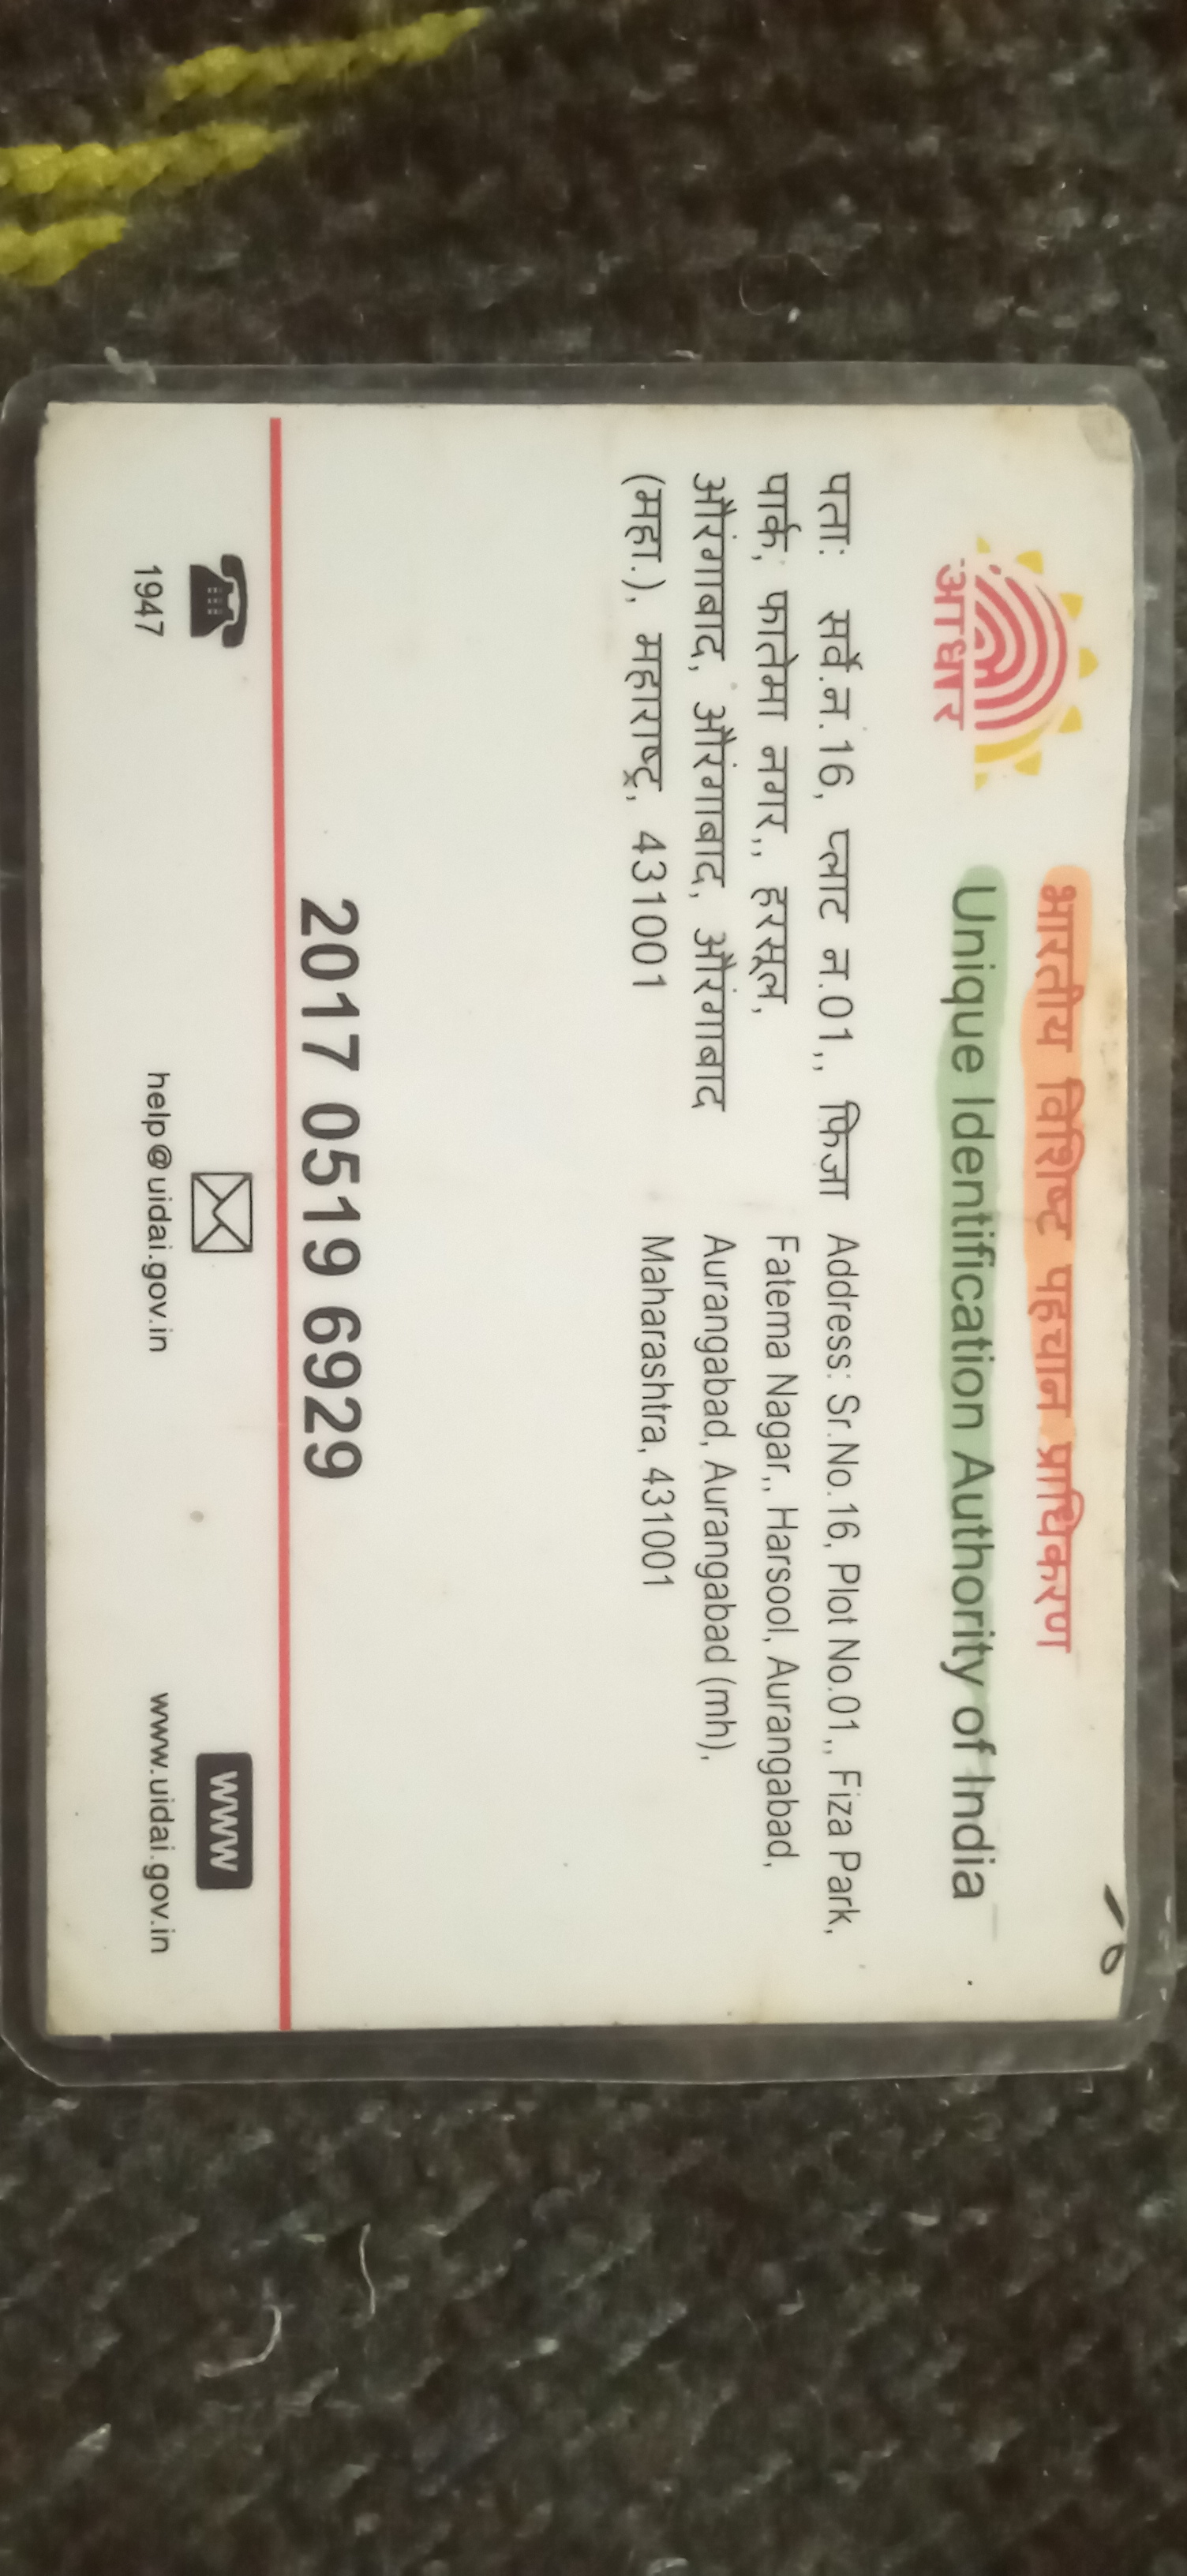 भारतीय विशिष्ट पहचान प्राधिकरण
Unique Identification Authority of India
आधार
पता: सर्वे.न.16, प्लाट न.01,, फिजा
पार्क, फातेमा नगर,, हरसूल,
औरंगाबाद, औरंगाबाद, औरंगाबाद
(महा.), महाराष्ट्र, 431001
Address: Sr.No.16, Plot No.01,, Fiza Park,
Fatema Nagar,, Harsool, Aurangabad,
Aurangabad, Aurangabad (mh),
Maharashtra, 431001
2017 0519 6929
1947
help@uidai.gov.in
www
www.uidai.gov.in